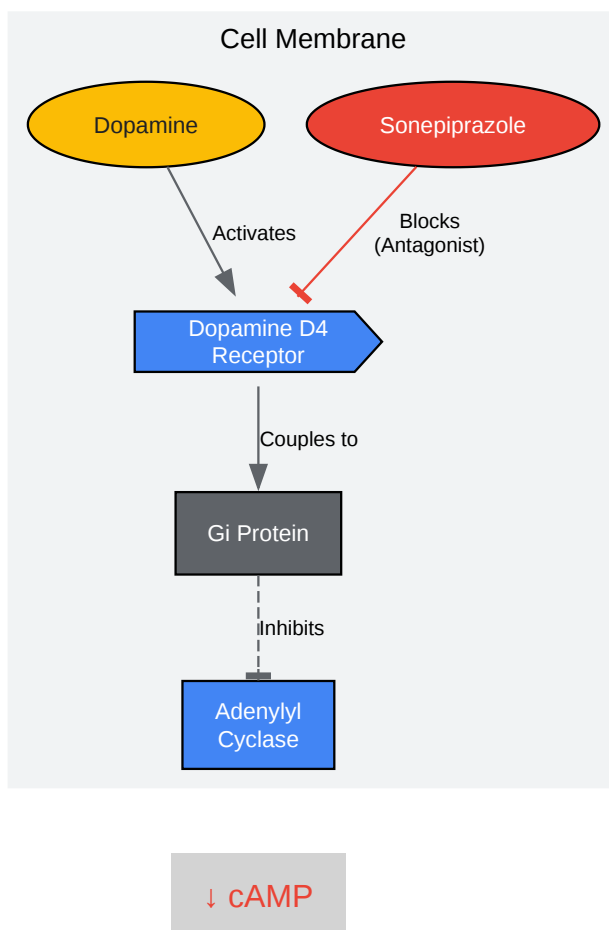 Cell Membrane
Dopamine
Sonepiprazole
Activates
Blocks
(Antagonist)
Dopamine D4
Receptor
Couples to
Gi Protein
Inhibits
Adenylyl
Cyclase
↓ cAMP